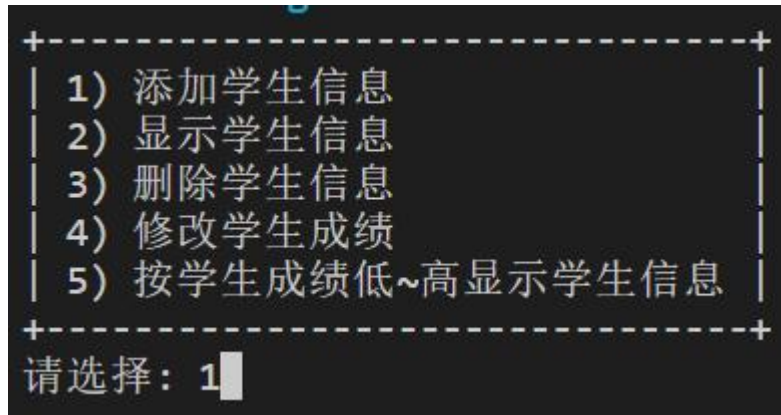 +---------------------------------+
| 1) 添加学生信息 |
| 2) 显示学生信息 |
| 3) 删除学生信息 |
| 4) 修改学生成绩 |
| 5) 按学生成绩低~高显示学生信息 |
+---------------------------------+
请选择: 1